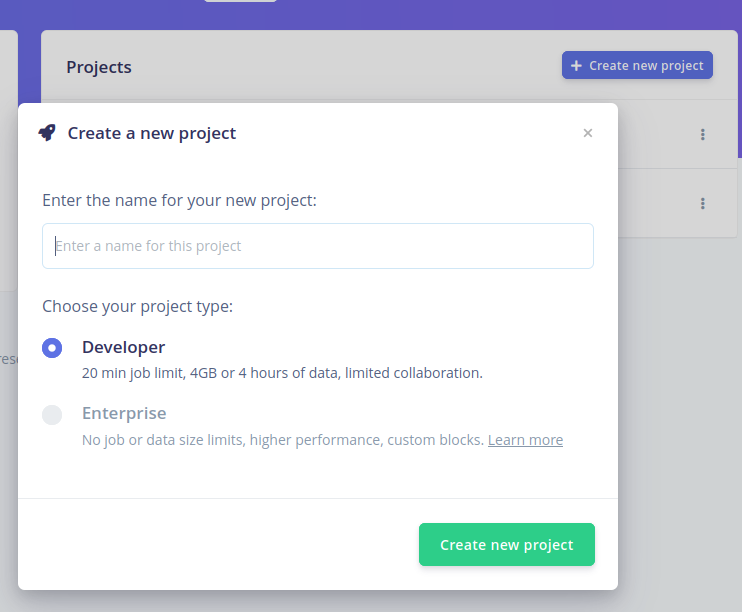 Projects
+ Create new project
Create a new project
×
Enter the name for your new project:
Enter a name for this project
Choose your project type:
Developer
20 min job limit, 4GB or 4 hours of data, limited collaboration.
Enterprise
No job or data size limits, higher performance, custom blocks. Learn more
Create new project